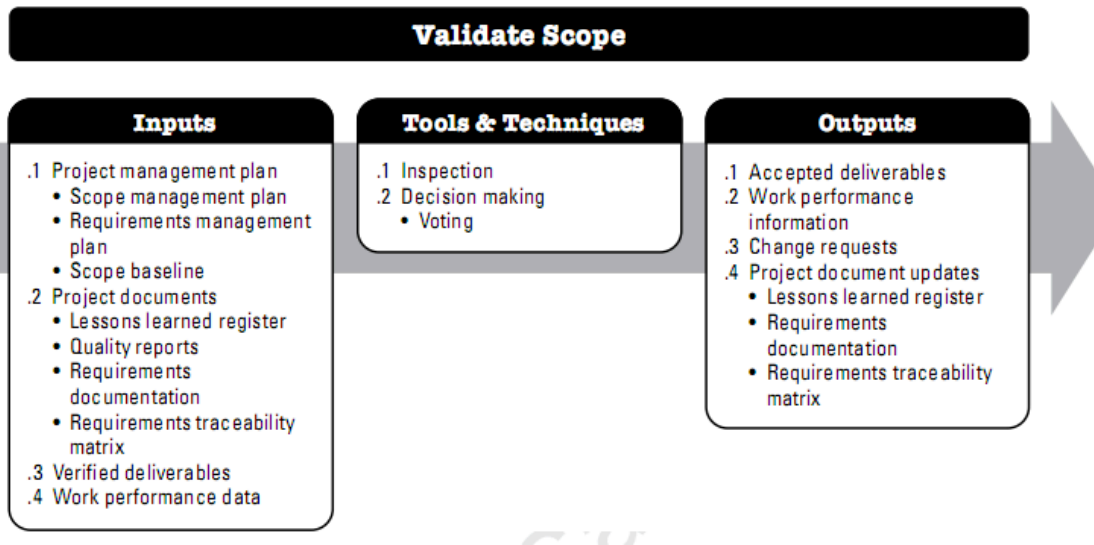 Validate Scope
Inputs
.1 Project management plan
• Scope management plan
• Requirements management
plan
• Scope baseline
.2 Project documents
• Lessons learned register
• Quality reports
• Requirements
documentation
• Requirements traceability
matrix
.3 Verified deliverables
.4 Work performance data
Tools & Techniques
.1 Inspection
.2 Decision making
• Voting
Outputs
.1 Accepted deliverables
.2 Work performance
information
.3 Change requests
.4 Project document updates
• Lessons learned register
• Requirements
documentation
• Requirements traceability
matrix